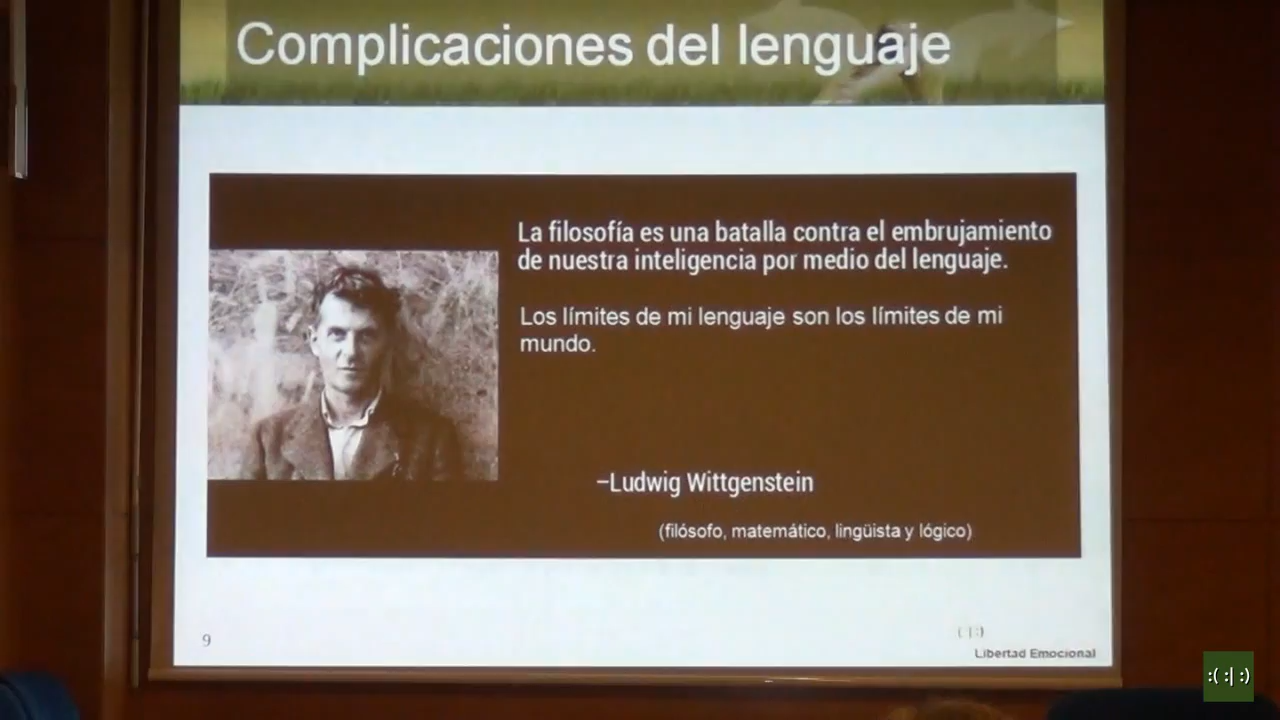 Complicaciones del lenguaje
La filosofía es una batalla contra el embrujamiento
de nuestra inteligencia por medio del lenguaje.
Los límites de mi lenguaje son los límites de mi
mundo.
–Ludwig Wittgenstein
(filósofo, matemático, lingüista y lógico)
9
( |:)
Libertad Emocional
:( :| :)